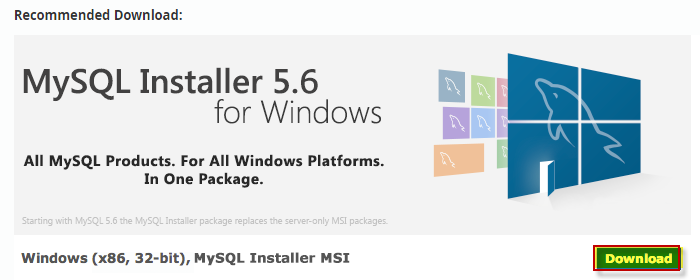 Recommended Download:
MySQL Installer 5.6
for Windows
All MySQL Products. For All Windows Platforms.
In One Package.
Starting with MySQL 5.6 the MySQL Installer package replaces the server-only MSI packages.
Windows (x86, 32-bit), MySQL Installer MSI
Download